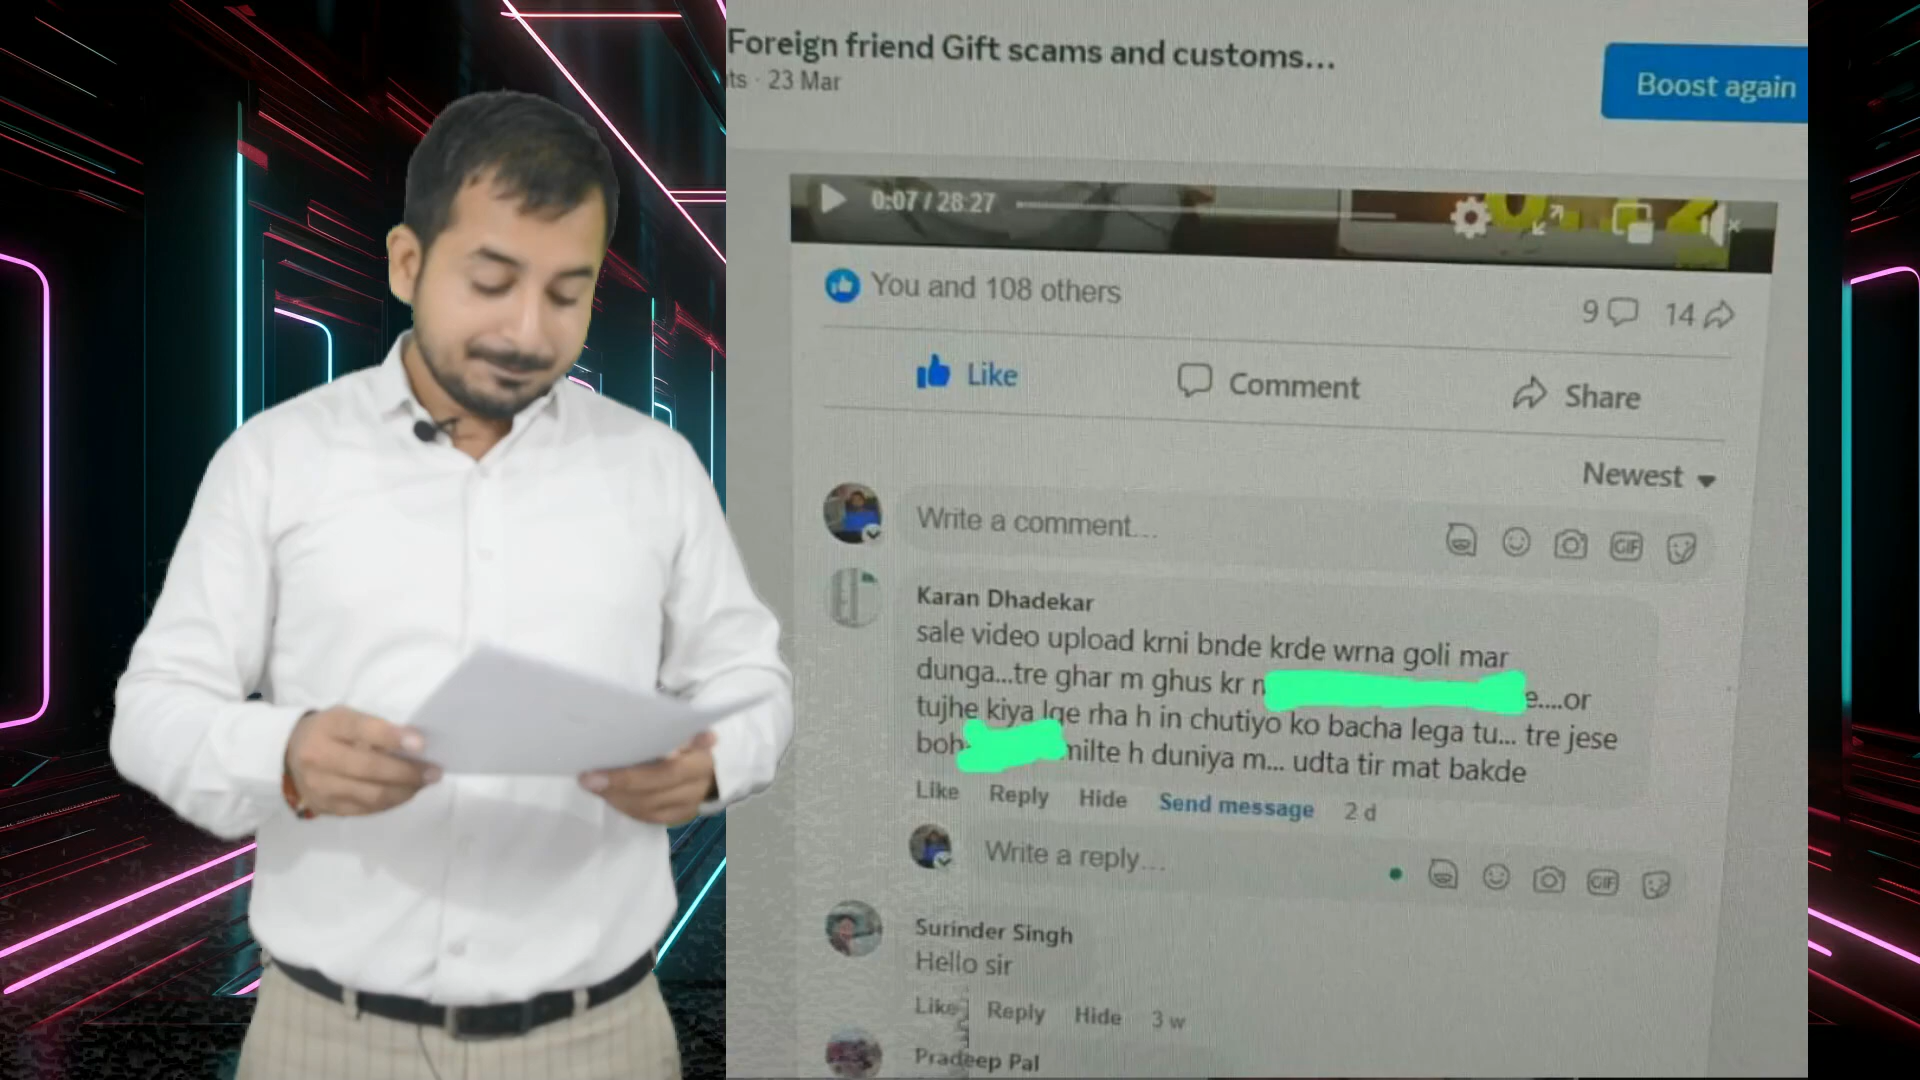 Foreign friend Gift scams and customs...
ts · 23 Mar
Boost again
0:07 / 28:27
You and 108 others
9 14
Like Comment Share
Newest
Write a comment...
Karan Dhadekar
sale video upload krni bnde krde wrna goli mar
dunga...tre ghar m ghus kr e....or
tujhe kiya lge rha h in chutiyo ko bacha lega tu... tre jese
boh milte h duniya m... udta tir mat bakde
Like Reply Hide Send message 2 d
Write a reply...
GIF
GIF
Surinder Singh
Hello sir
Like Reply Hide 3 w
Pradeep Pal